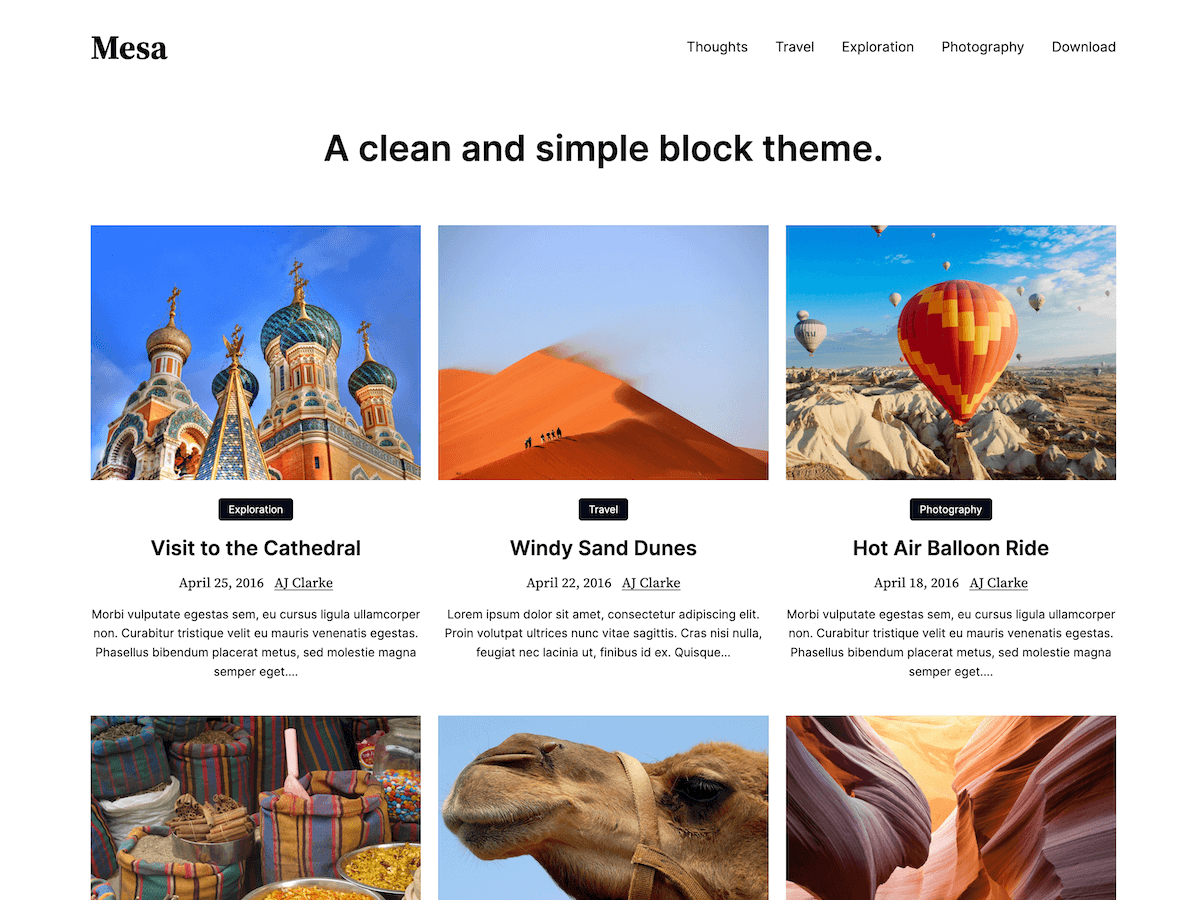 Mesa
Thoughts Travel Exploration Photography Download
A clean and simple block theme.
Exploration
Visit to the Cathedral
April 25, 2016 AJ Clarke
Morbi vulputate egestas sem, eu cursus ligula ullamcorper
non. Curabitur tristique velit eu mauris venenatis egestas.
Phasellus bibendum placerat metus, sed molestie magna
semper eget....
Travel
Windy Sand Dunes
April 22, 2016 AJ Clarke
Lorem ipsum dolor sit amet, consectetur adipiscing elit.
Proin volutpat ultrices nunc vitae sagittis. Cras nisi nulla,
feugiat nec lacinia ut, finibus id ex. Quisque...
Photography
Hot Air Balloon Ride
April 18, 2016 AJ Clarke
Morbi vulputate egestas sem, eu cursus ligula ullamcorper
non. Curabitur tristique velit eu mauris venenatis egestas.
Phasellus bibendum placerat metus, sed molestie magna
semper eget....